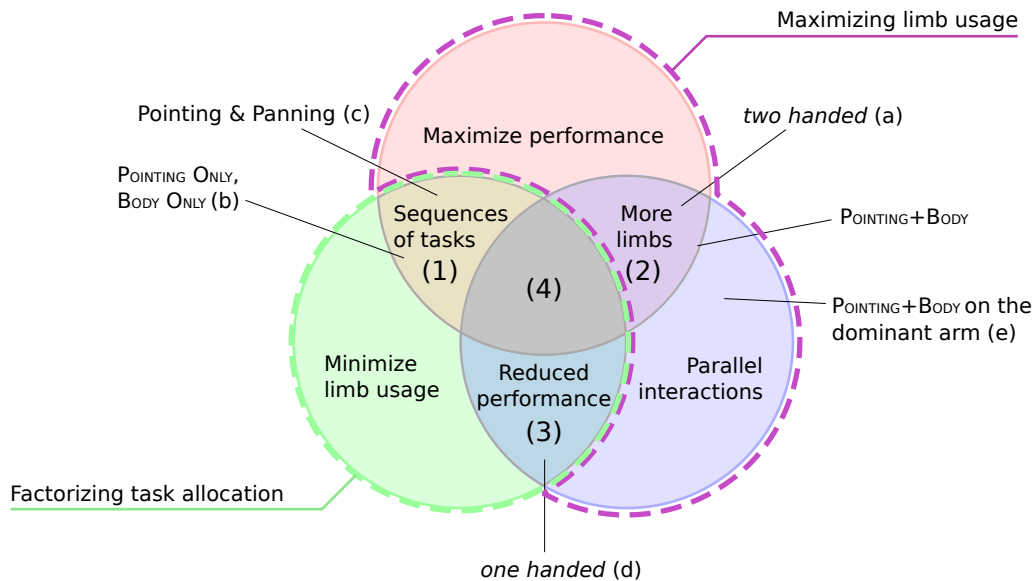 Maximizing limb usage
Pointing & Panning (c)
Maximize performance
two handed (a)
Pointing Only,
Body Only (b)
Sequences
of tasks
(1)
More
limbs
(2)
Pointing+Body
(4)
Pointing+Body on the
dominant arm (e)
Minimize
limb usage
Reduced
performance
(3)
Parallel
interactions
Factorizing task allocation
one handed (d)